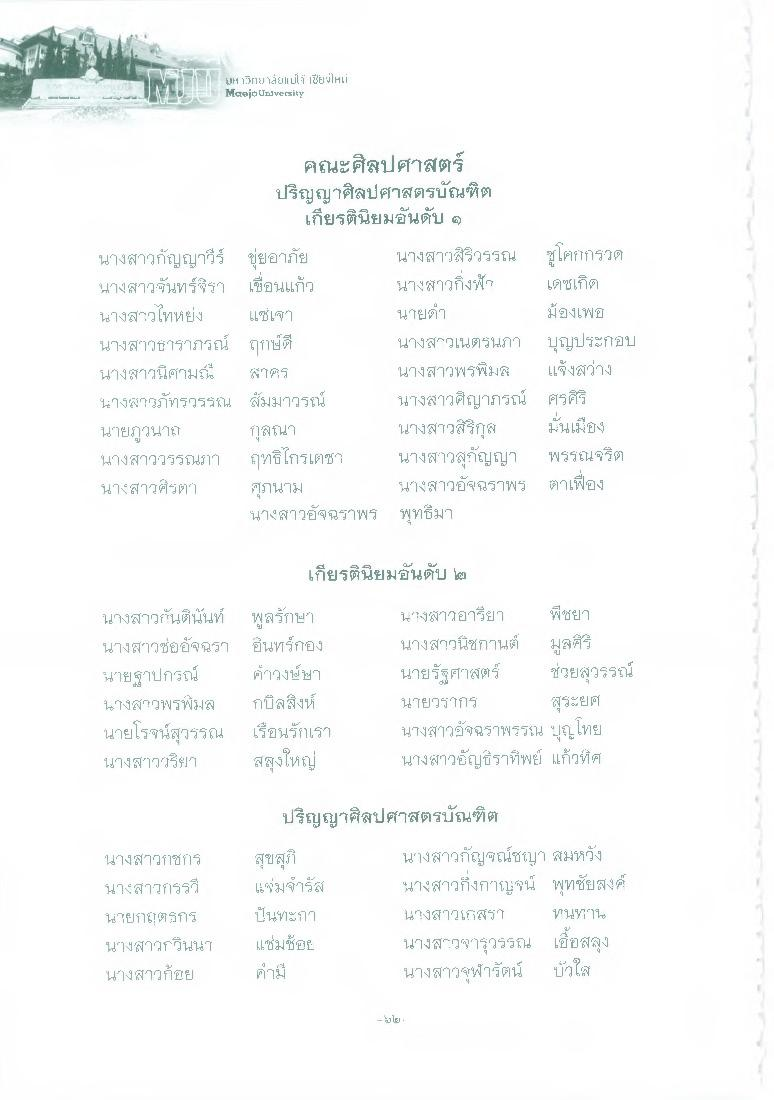 MJU มหาวิทยาลัยแม่โจ้ เชียงใหม่
Maejo University
คณะศิลปศาสตร์
ปริญญาศิลปศาสตรบัณฑิต
เกียรตินิยมอันดับ ๑
นางสาวกัญญาวีร์ ขุ่ยอาภัย นางสาวสิริวรรณ ชูโคกกรวด
นางสาวจันทร์จิรา เขื่อนแก้ว นางสาวกิ่งฟ้า เดชเกิด
นางสาวไทหย่ง แซ่เจา นายดำ ม้องเพอ
นางสาวธาราภรณ์ ฤกษ์ดี นางสาวเนตรนภา บุญประกอบ
นางสาวนิศามณี สาคร นางสาวพรพิมล แจ้งสว่าง
นางสาวภัทรวรรณ สัมมาวรณ์ นางสาวศิญาภรณ์ ศรศิริ
นายภูวนาถ กุลณา นางสาวสิริกุล มั่นเมือง
นางสาววรรณภา ฤทธิไกรเตชา นางสาวสุกัญญา พรรณจริต
นางสาวศิรตา ศุภนาม นางสาวอัจฉราพร ตาเฟื่อง
นางสาวอัจฉราพร พุทธิมา
เกียรตินิยมอันดับ ๒
นางสาวกันตินันท์ พูลรักษา นางสาวอาริยา พืชยา
นางสาวช่ออัจฉรา อินทร์กอง นางสาวนิชกานต์ มูลศิริ
นายฐาปกรณ์ คำวงษ์ษา นายรัฐศาสตร์ ช่วยสุวรรณ์
นางสาวพรพิมล กบิลสิงห์ นายวรากร สุระยศ
นายโรจน์สุวรรณ เรือนรักเรา นางสาวอัจฉราพรรณ บุญโทย
นางสาววริยา สลุงใหญ่ นางสาวอัญธิราทิพย์ แก้วทิศ
ปริญญาศิลปศาสตรบัณฑิต
นางสาวกชกร สุขสุภิ นางสาวกัญจณ์ชญา สมหวัง
นางสาวกรรวี แจ่มจำรัส นางสาวกึ่งกาญจน์ พุทชัยสงค์
นายกฤตธกร ปันทะกา นางสาวเกสรา ทนทาน
นางสาวกวินนา แช่มช้อย นางสาวจารุวรรณ เอื้อสลุง
นางสาวก้อย คำมี นางสาวจุฬารัตน์ บัวใส
-๖๒-